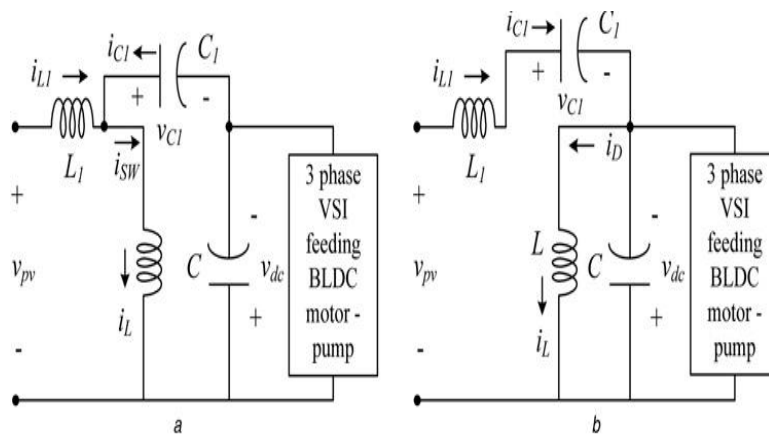 i_C1 C_1
i_L1 + -
v_C1
L_1 i_SW
+ -
v_pv C v_dc
i_L +
-
3 phase
VSI
feeding
BLDC
motor -
pump
a
i_C1 C_1
i_L1 + -
v_C1
L_1 i_D
+ -
L
v_pv C v_dc
i_L +
-
3 phase
VSI
feeding
BLDC
motor -
pump
b